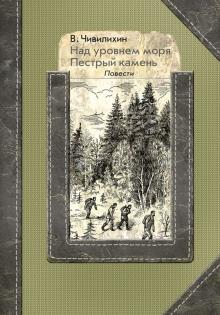 В. Чивилихин
Над уровнем моря
Пестрый камень
Повести